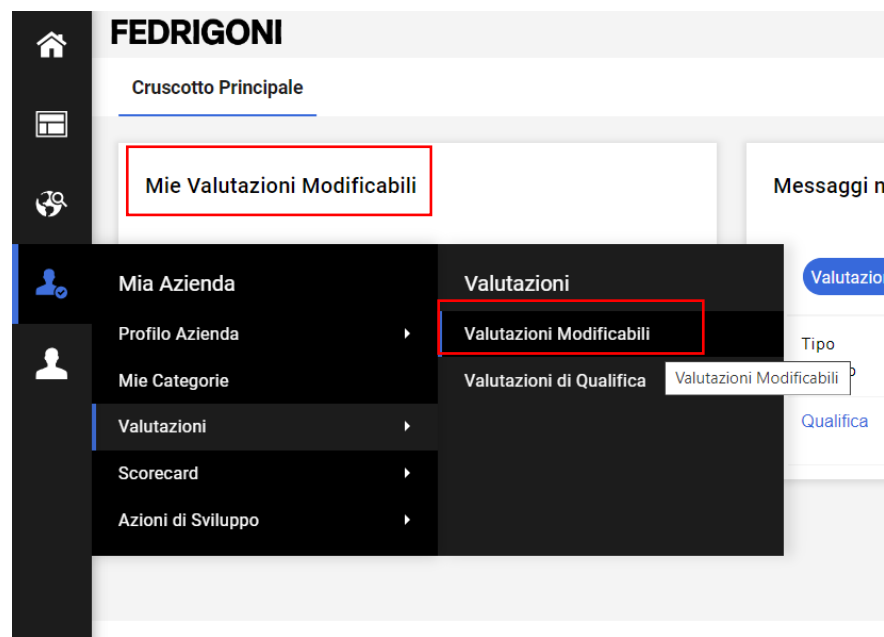 FEDRIGONI
Cruscotto Principale
Mie Valutazioni Modificabili
Messaggi
Mia Azienda
Valutazioni
Profilo Azienda
Valutazioni Modificabili
Tipo
Mie Categorie
Valutazioni di Qualifica
Valutazioni Modificabili
Valutazioni
Qualifica
Scorecard
Azioni di Sviluppo